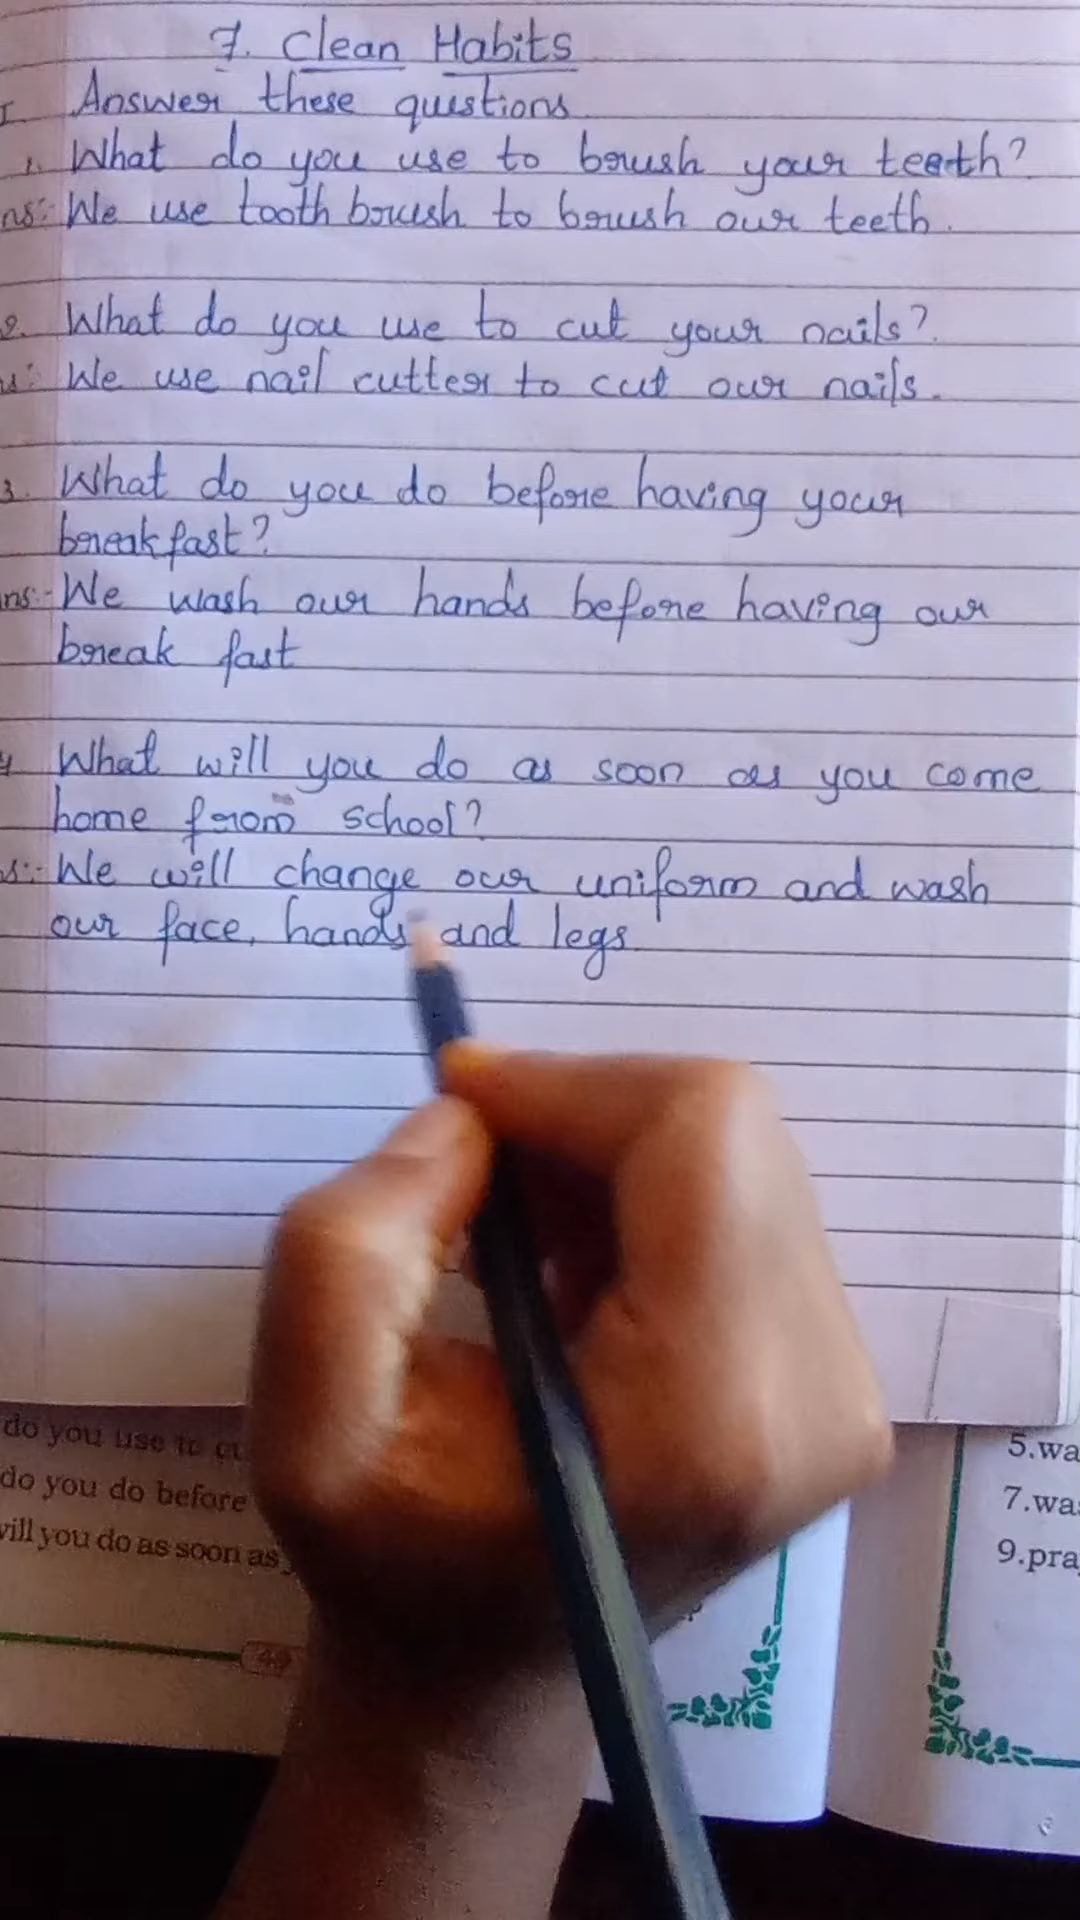 7. Clean Habits
I. Answer these questions
1. What do you use to brush your teeth?
ns:- We use tooth brush to brush our teeth.
2. What do you use to cut your nails?
s:- We use nail cutter to cut our nails.
3. What do you do before having your
breakfast?
ns:- We wash our hands before having our
break fast
4 What will you do as soon as you come
home from school?
s:- We will change our uniform and wash
our face, hands and legs
do you use to cu
do you do before
will you do as soon as
49
5.wa
7.was
9.pra